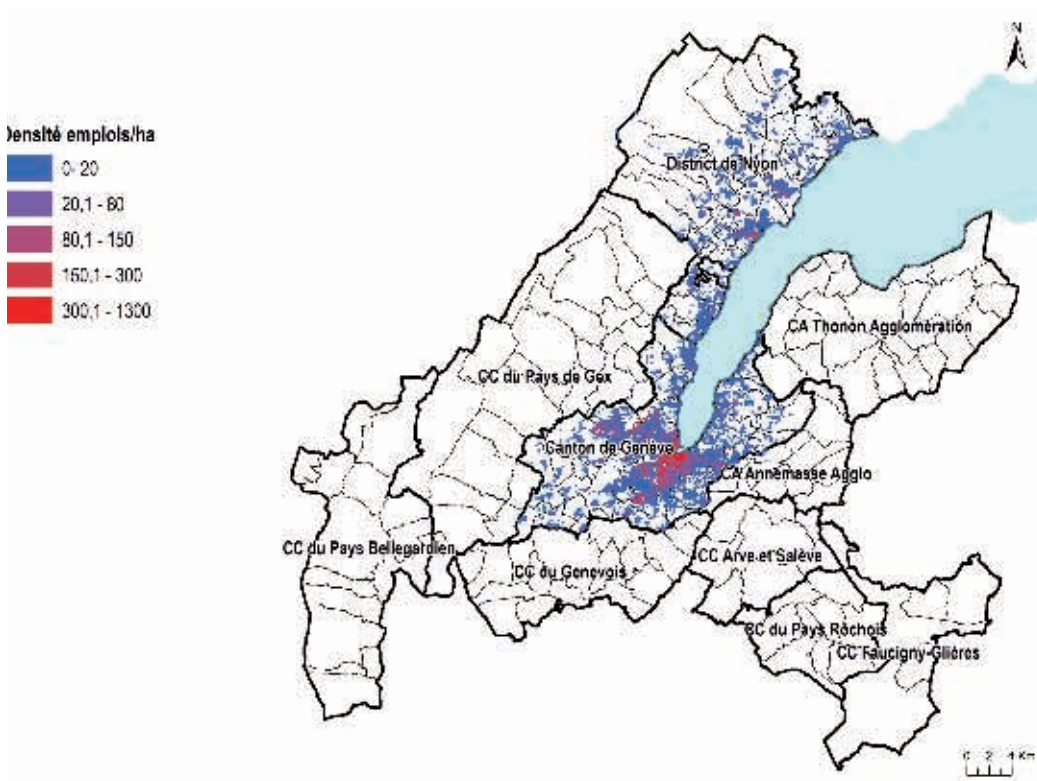 N
Densité emplois/ha
0- 20
20,1 - 80
80,1 - 150
150,1 - 300
300,1 - 1300
District de Nyon
CA Thonon Agglomération
CC du Pays de Gex
Canton de Genève
CA Annemasse Agglo
CC du Pays Bellegardien
CC du Genevois
CC Arve et Salève
CC du Pays Rochois
CC Faucigny-Glières
0 2 4 Km